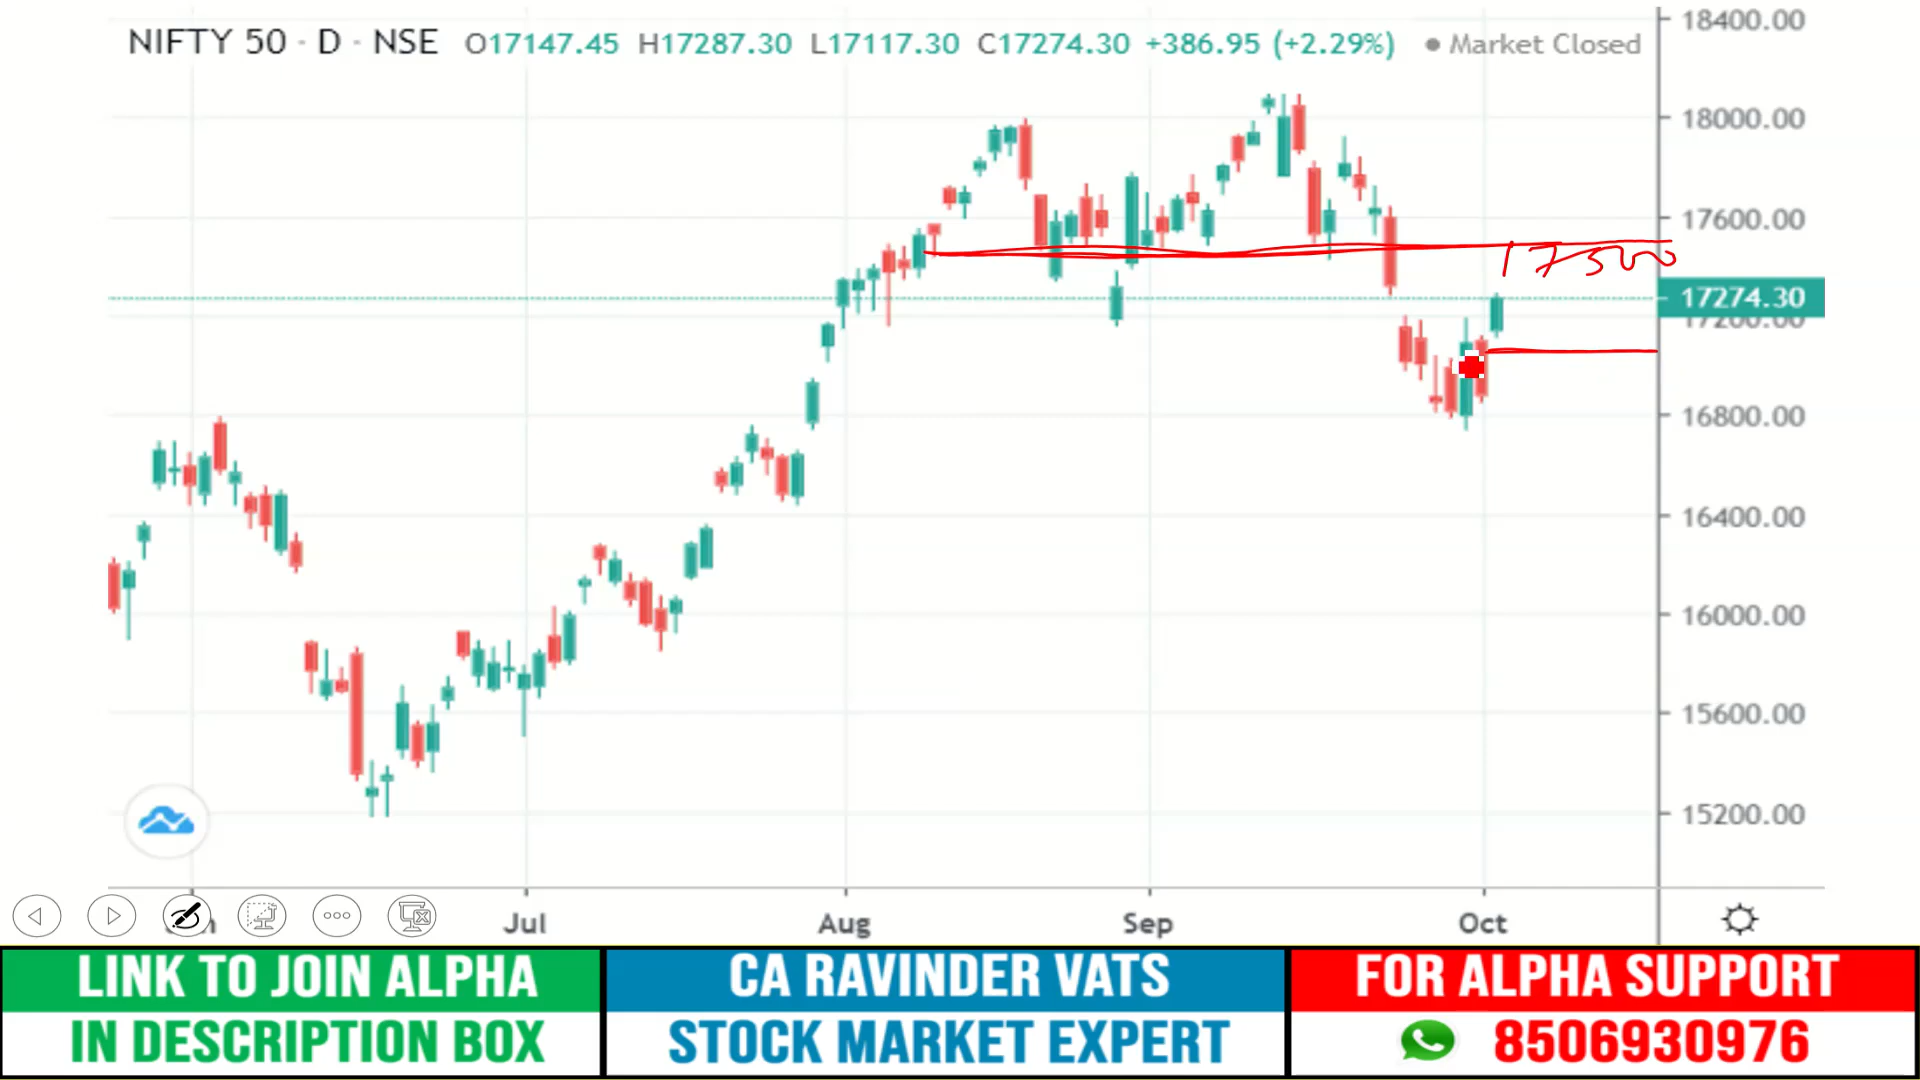 NIFTY 50 · D · NSE O17147.45 H17287.30 L17117.30 C17274.30 +386.95 (+2.29%) ● Market Closed
18400.00
18000.00
17600.00
17500
17274.30
17200.00
16800.00
16400.00
16000.00
15600.00
15200.00
Jul Aug Sep Oct
LINK TO JOIN ALPHA
IN DESCRIPTION BOX
CA RAVINDER VATS
STOCK MARKET EXPERT
FOR ALPHA SUPPORT
8506930976